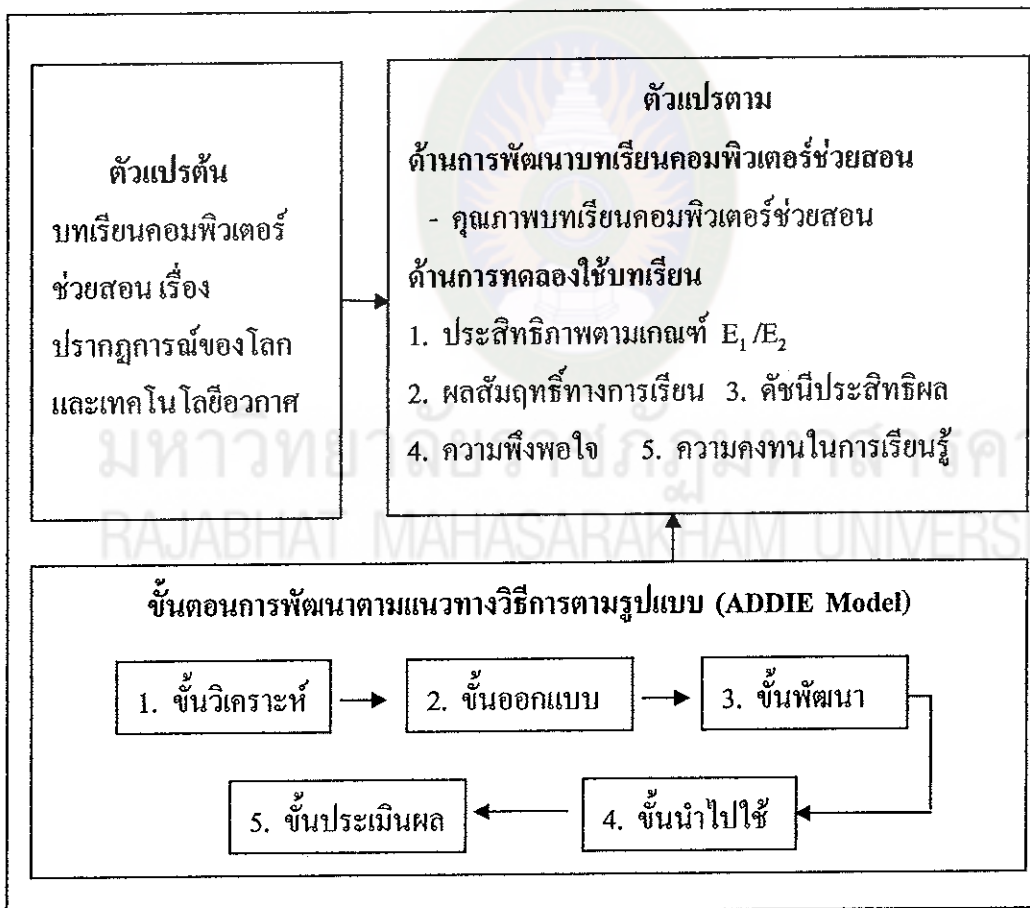 ตัวแปรต้น
บทเรียนคอมพิวเตอร์
ช่วยสอน เรื่อง
ปรากฏการณ์ของโลก
และเทคโนโลยีอวกาศ
ตัวแปรตาม
ด้านการพัฒนาบทเรียนคอมพิวเตอร์ช่วยสอน
- คุณภาพบทเรียนคอมพิวเตอร์ช่วยสอน
ด้านการทดลองใช้บทเรียน
1. ประสิทธิภาพตามเกณฑ์ E₁/E₂
2. ผลสัมฤทธิ์ทางการเรียน 3. ดัชนีประสิทธิผล
4. ความพึงพอใจ 5. ความคงทนในการเรียนรู้
มหาวิทยาลัยราชภัฏมหาสารคา
RAJABHAT MAHASARAKHAM UNIVERS
ขั้นตอนการพัฒนาตามแนวทางวิธีการตามรูปแบบ (ADDIE Model)
1. ขั้นวิเคราะห์
2. ขั้นออกแบบ
3. ขั้นพัฒนา
5. ขั้นประเมินผล
4. ขั้นนำไปใช้